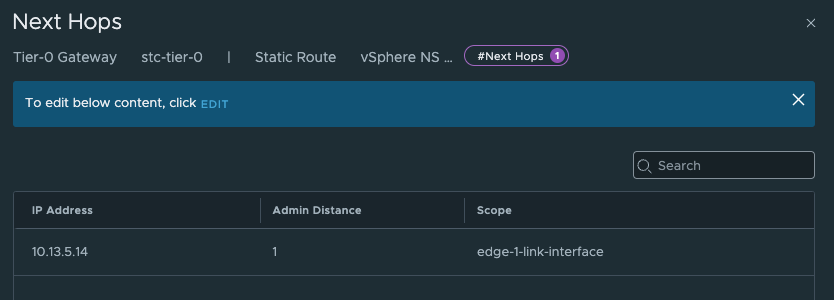 Next Hops
Tier-0 Gateway stc-tier-0 | Static Route vSphere NS ... #Next Hops 1
To edit below content, click EDIT
Search
IP Address Admin Distance Scope
10.13.5.14 1 edge-1-link-interface